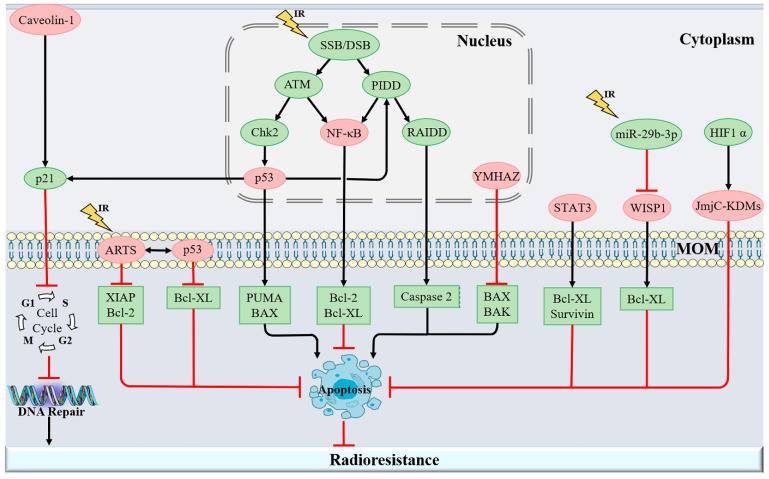 Caveolin-1
IR
SSB/DSB
Nucleus
Cytoplasm
ATM
PIDD
IR
Chk2
NF-κB
RAIDD
miR-29b-3p
HIF1 α
p21
p53
YMHAZ
IR
STAT3
WISP1
JmjC-KDMs
ARTS
p53
MOM
XIAP
Bcl-2
Bcl-XL
PUMA
BAX
Bcl-2
Bcl-XL
Caspase 2
BAX
BAK
Bcl-XL
Survivin
Bcl-XL
G1
S
Cell
Cycle
M
G2
Apoptosis
DNA Repair
Radioresistance